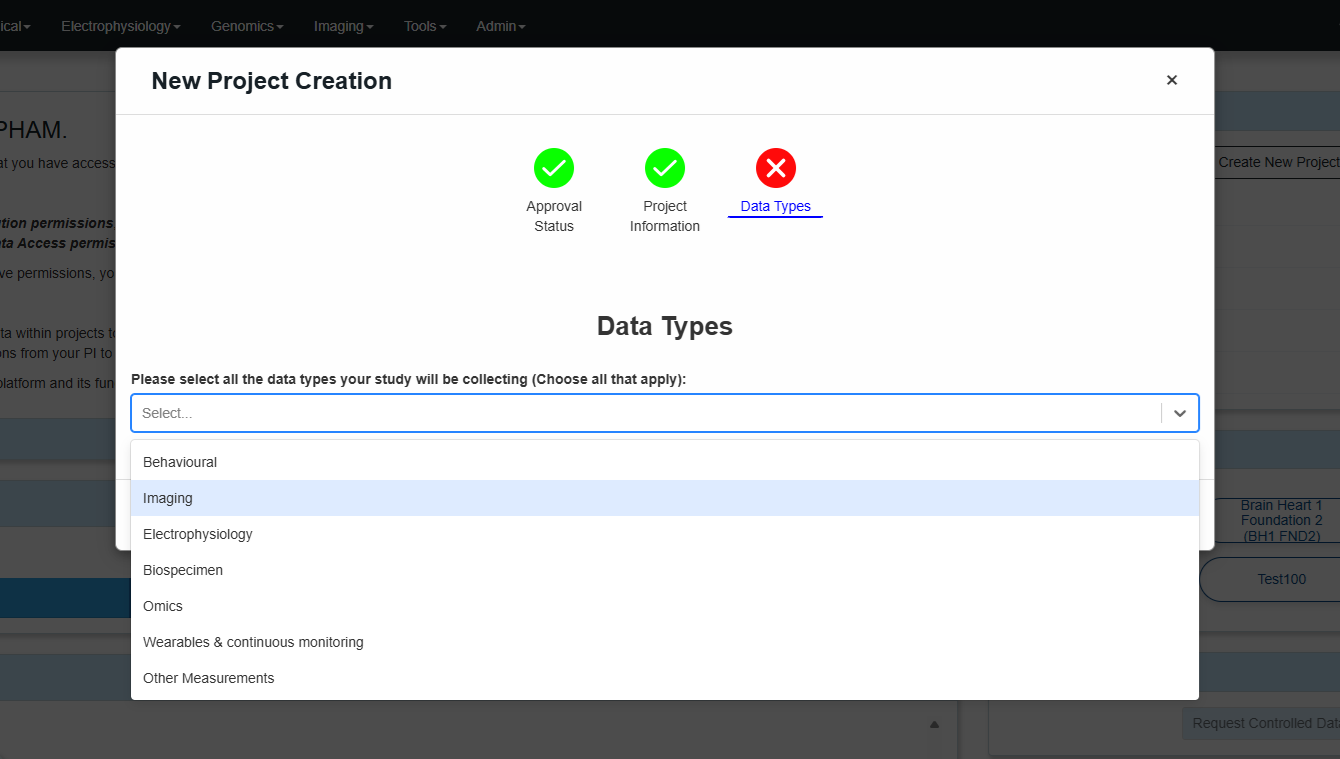 ical Electrophysiology Genomics Imaging Tools Admin
New Project Creation
×
PHAM.
at you have access
Create New Project
Approval
Status
Project
Information
Data Types
tion permissions,
ata Access permis
ve permissions, yo
ta within projects to
ons from your PI to
platform and its fun
Data Types
Please select all the data types your study will be collecting (Choose all that apply):
Select...
Behavioural
Imaging
Electrophysiology
Biospecimen
Omics
Wearables & continuous monitoring
Other Measurements
Brain Heart 1
Foundation 2
(BH1 FND2)
Test100
Request Controlled Data